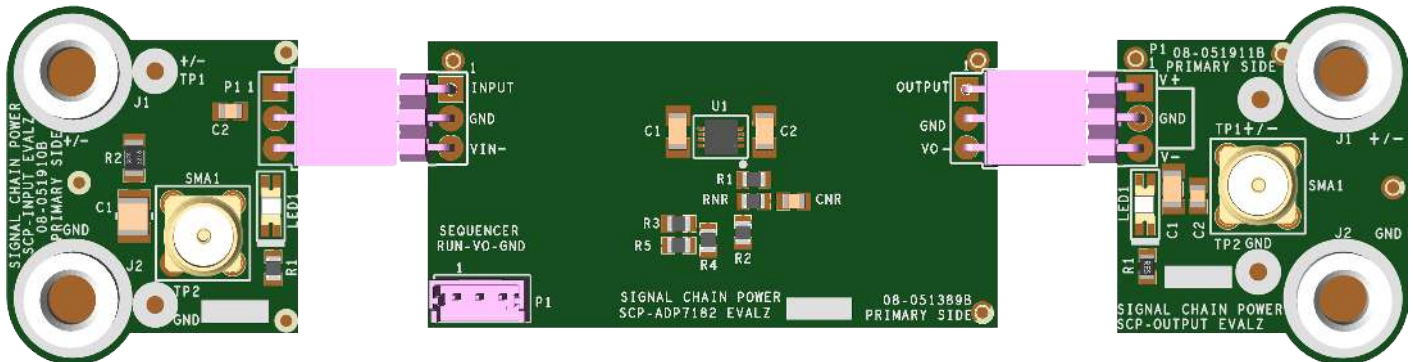 +/-
TP1
J1
P1 1
C2
+/-
R2
SMA1
C1
LED1
GND
J2
TP2
R1
GND
SIGNAL CHAIN POWER
SCP-INPUT EVALZ
08-051910B
PRIMARY SIDE
1
INPUT
GND
VIN-
U1
C1
C2
R1
RNR
CNR
R3
R5
R4
R2
SEQUENCER
RUN-VO-GND
1
P1
SIGNAL CHAIN POWER
SCP-ADP7182 EVALZ
08-051389B
PRIMARY SIDE
1
OUTPUT
GND
VO-
P1 08-051911B
1 PRIMARY SIDE
V+
GND
V-
TP1+/-
J1
+/-
SMA1
LED1
C1
C2
TP2 GND
J2
GND
R1
SIGNAL CHAIN POWER
SCP-OUTPUT EVALZ